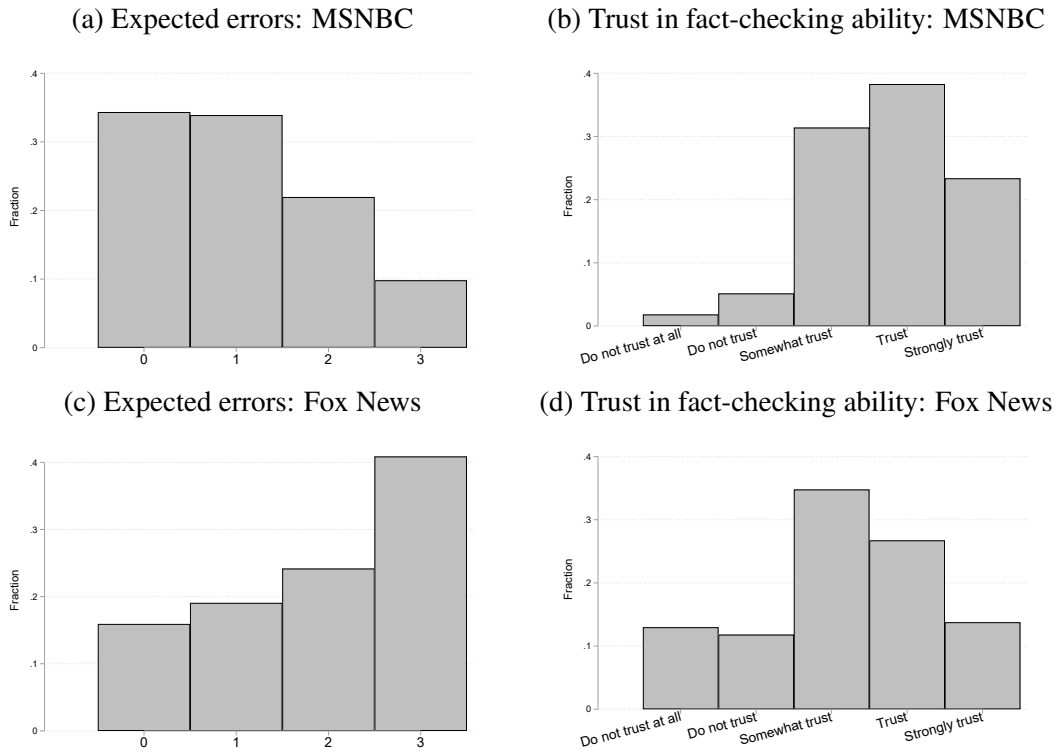 (a) Expected errors: MSNBC
(b) Trust in fact-checking ability: MSNBC
.4
.3
.2
.1
0
Fraction
0 1 2 3
.4
.3
.2
.1
0
Fraction
Do not trust at all Do not trust Somewhat trust Trust Strongly trust
(c) Expected errors: Fox News
(d) Trust in fact-checking ability: Fox News
.4
.3
.2
.1
0
Fraction
0 1 2 3
.4
.3
.2
.1
0
Fraction
Do not trust at all Do not trust Somewhat trust Trust Strongly trust